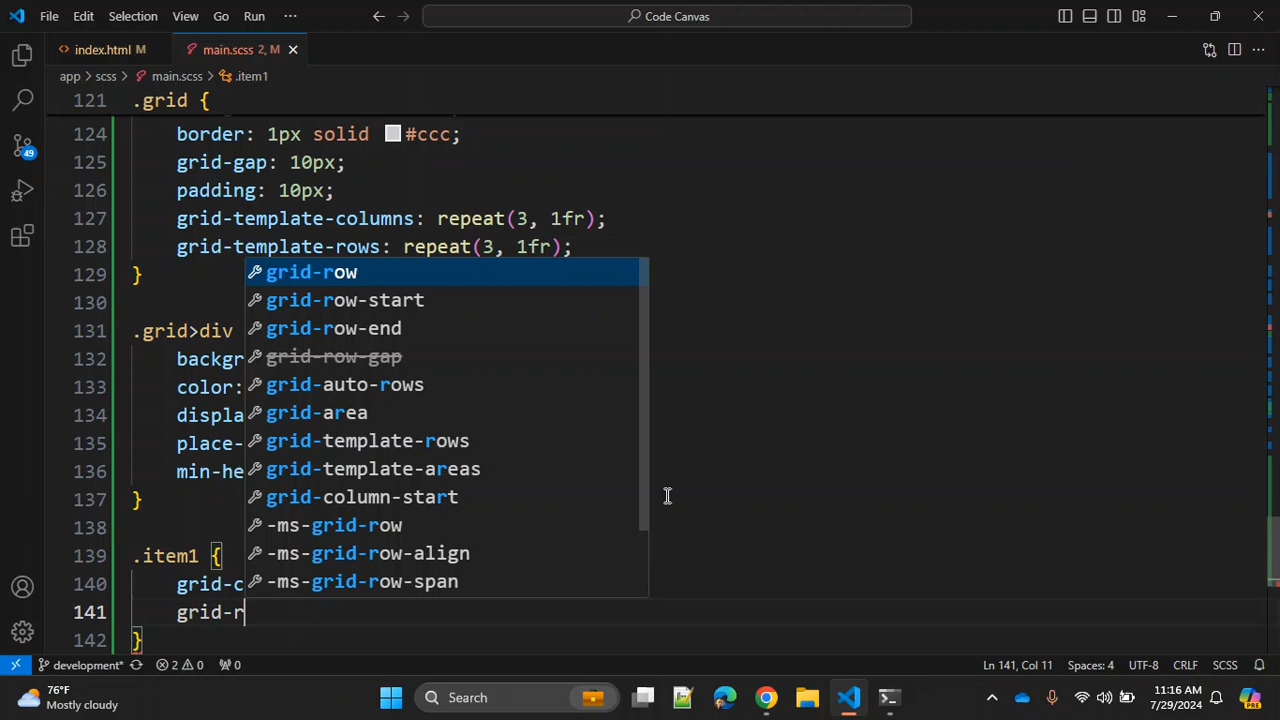 File Edit Selection View Go Run ··· Code Canvas
index.html M main.scss 2, M
app > scss > main.scss > .item1
121 .grid {
124 border: 1px solid #ccc;
125 grid-gap: 10px;
126 padding: 10px;
127 grid-template-columns: repeat(3, 1fr);
128 grid-template-rows: repeat(3, 1fr);
129 }
grid-row
130 grid-row-start
131 .grid>div grid-row-end
132 backgr grid-row-gap
133 color: grid-auto-rows
134 displa grid-area
135 place- grid-template-rows
136 min-he grid-template-areas
137 } grid-column-start
138 -ms-grid-row
139 .item1 { -ms-grid-row-align
140 grid-c -ms-grid-row-span
141 grid-r
142 }
49
development* 2 0 0 Ln 141, Col 11 Spaces: 4 UTF-8 CRLF SCSS
76°F
Mostly cloudy
Search
PRE
11:16 AM
7/29/2024